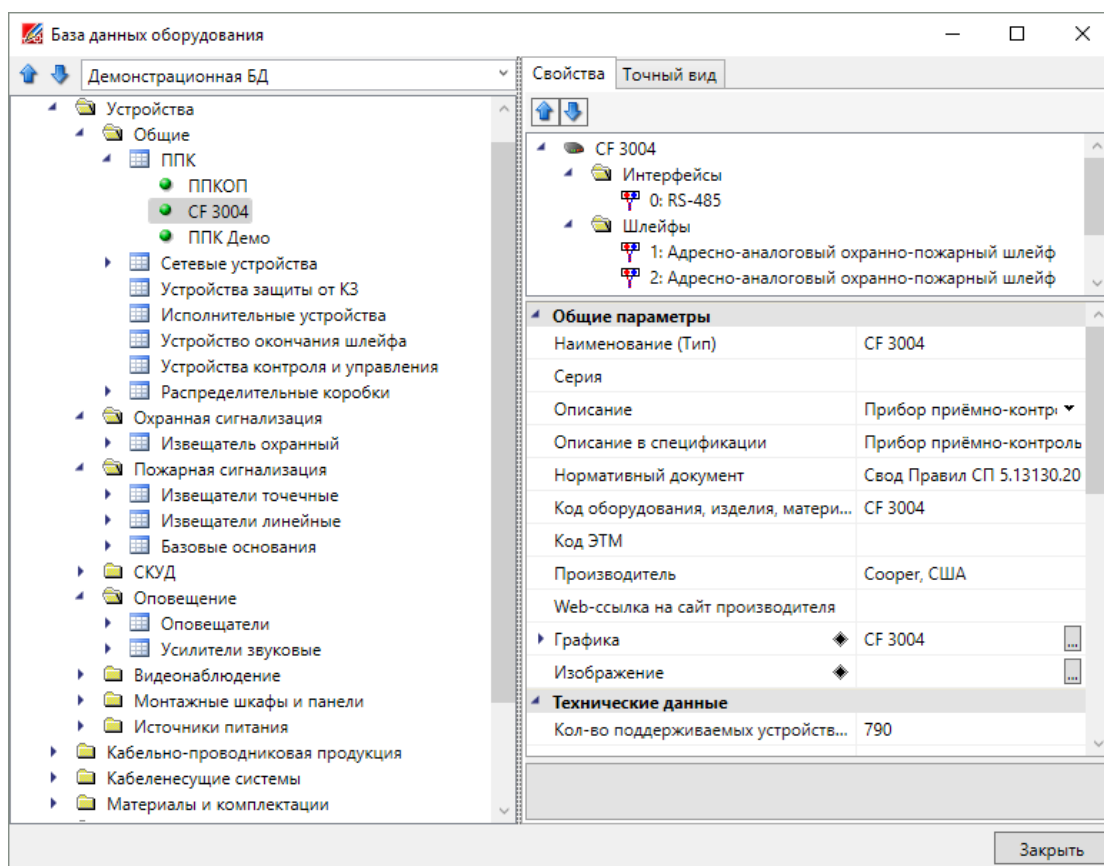 База данных оборудования
Демонстрационная БД
Устройства
Общие
ППК
ППКОП
CF 3004
ППК Демо
Сетевые устройства
Устройства защиты от КЗ
Исполнительные устройства
Устройство окончания шлейфа
Устройства контроля и управления
Распределительные коробки
Охранная сигнализация
Извещатель охранный
Пожарная сигнализация
Извещатели точечные
Извещатели линейные
Базовые основания
СКУД
Оповещение
Оповещатели
Усилители звуковые
Видеонаблюдение
Монтажные шкафы и панели
Источники питания
Кабельно-проводниковая продукция
Кабеленесущие системы
Материалы и комплектации
Свойства Точный вид
CF 3004
Интерфейсы
0: RS-485
Шлейфы
1: Адресно-аналоговый охранно-пожарный шлейф
2: Адресно-аналоговый охранно-пожарный шлейф
Общие параметры
Наименование (Тип) CF 3004
Серия
Описание Прибор приёмно-контр
Описание в спецификации Прибор приёмно-контроль
Нормативный документ Свод Правил СП 5.13130.20
Код оборудования, изделия, матери... CF 3004
Код ЭТМ
Производитель Cooper, США
Web-ссылка на сайт производителя
Графика CF 3004 ...
Изображение ...
Технические данные
Кол-во поддерживаемых устройств... 790
Закрыть